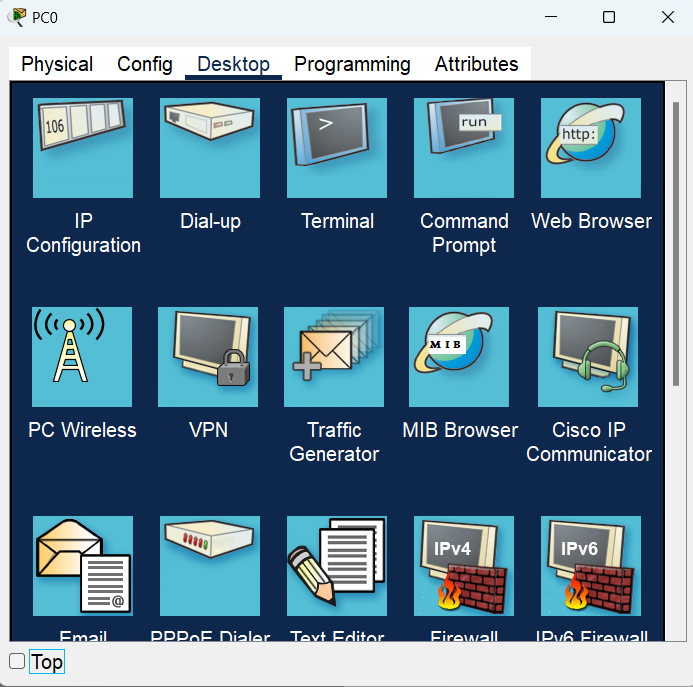 PC0
Physical Config Desktop Programming Attributes
106
>
run
http:
IP
Configuration
Dial-up
Terminal
Command
Prompt
Web Browser
MIB
PC Wireless
VPN
Traffic
Generator
MIB Browser
Cisco IP
Communicator
@
IPv4
IPv6
Email
PPPoE Dialer
Text Editor
Firewall
IPv6 Firewall
Top